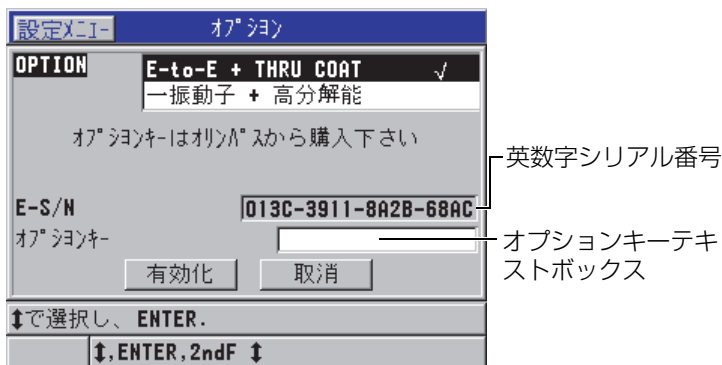 設定ﾒﾆｭｰ ｵﾌﾟｼｮﾝ
OPTION
E-to-E + THRU COAT √
一振動子 + 高分解能
ｵﾌﾟｼｮﾝｷｰはｵﾘﾝﾊﾟｽから購入下さい
E-S/N 013C-3911-8A2B-68AC
ｵﾌﾟｼｮﾝｷｰ
有効化 取消
⬍で選択し、 ENTER.
⬍,ENTER,2ndF ⬍
英数字シリアル番号
オプションキーテキ
ストボックス